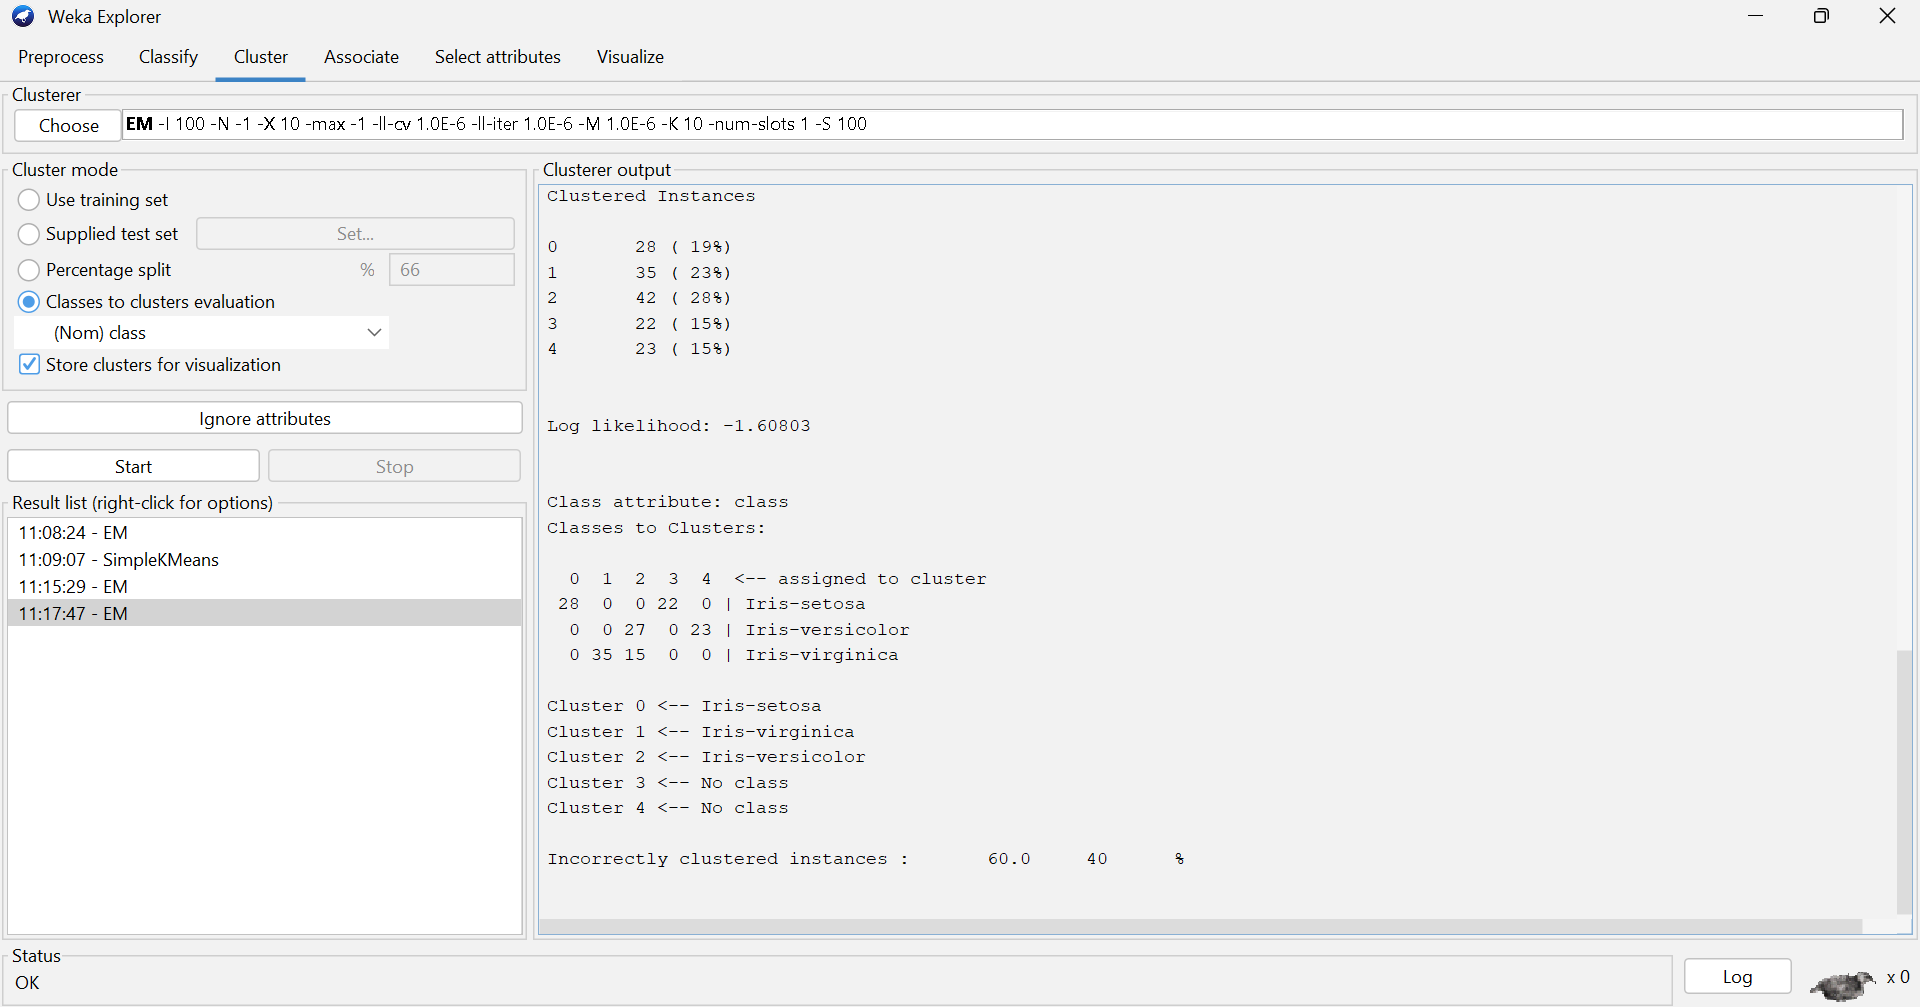 Weka Explorer
Preprocess Classify Cluster Associate Select attributes Visualize
Clusterer
Choose EM -I 100 -N -1 -X 10 -max -1 -ll-cv 1.0E-6 -ll-iter 1.0E-6 -M 1.0E-6 -K 10 -num-slots 1 -S 100
Cluster mode
Use training set
Supplied test set Set...
Percentage split % 66
Classes to clusters evaluation
(Nom) class
Store clusters for visualization
Ignore attributes
Start Stop
Result list (right-click for options)
11:08:24 - EM
11:09:07 - SimpleKMeans
11:15:29 - EM
11:17:47 - EM
Clusterer output
Clustered Instances
0 28 ( 19%)
1 35 ( 23%)
2 42 ( 28%)
3 22 ( 15%)
4 23 ( 15%)
Log likelihood: -1.60803
Class attribute: class
Classes to Clusters:
0 1 2 3 4 <-- assigned to cluster
28 0 0 22 0 | Iris-setosa
0 0 27 0 23 | Iris-versicolor
0 35 15 0 0 | Iris-virginica
Cluster 0 <-- Iris-setosa
Cluster 1 <-- Iris-virginica
Cluster 2 <-- Iris-versicolor
Cluster 3 <-- No class
Cluster 4 <-- No class
Incorrectly clustered instances : 60.0 40 %
Status
OK
Log x 0